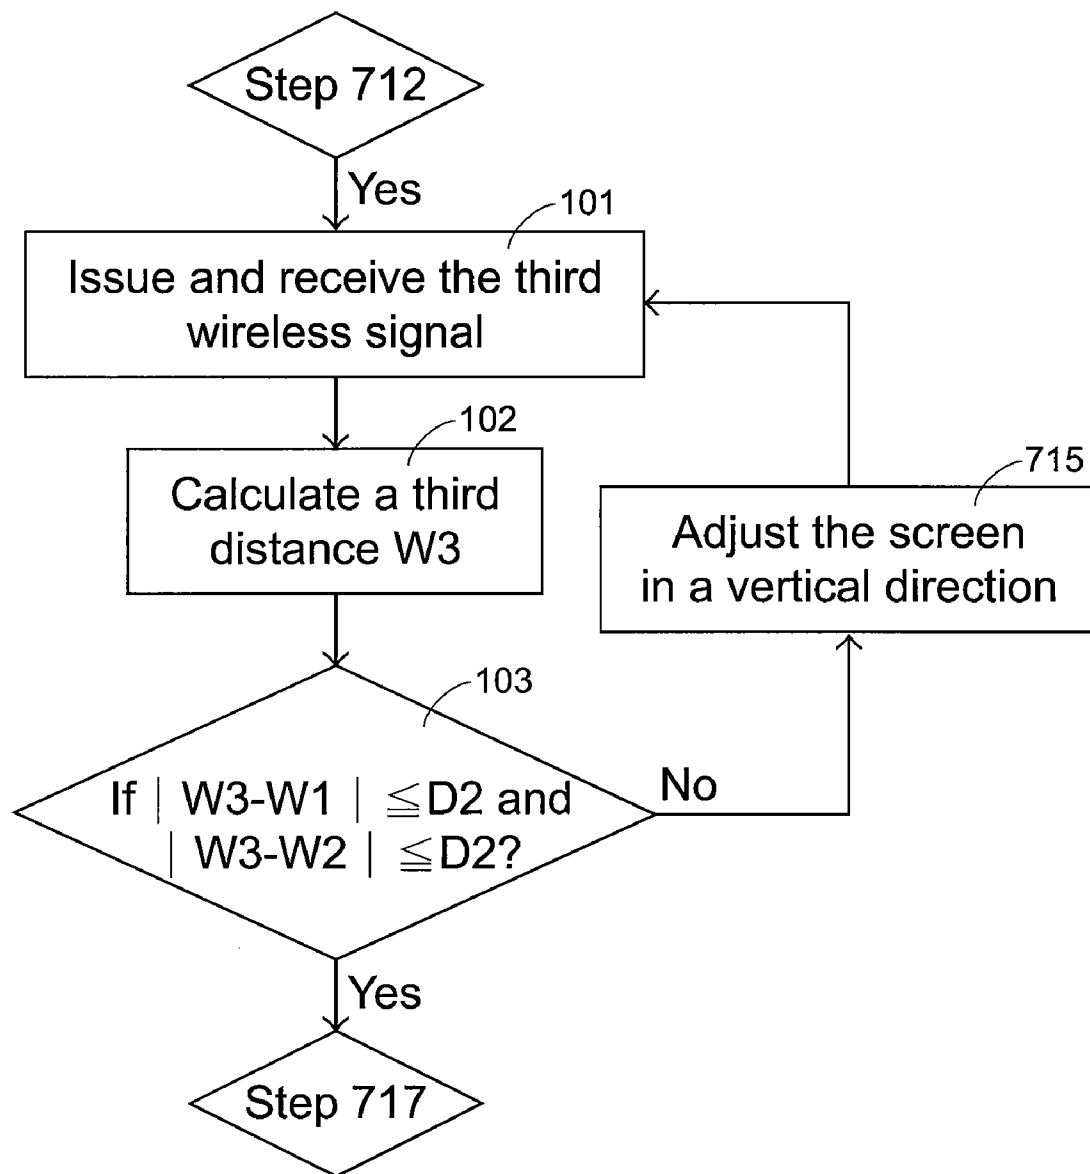 Step 712
Yes
101
Issue and receive the third
wireless signal
102
Calculate a third
distance W3
715
Adjust the screen
in a vertical direction
103
If | W3-W1 | ≦D2 and
| W3-W2 | ≦D2?
No
Yes
Step 717